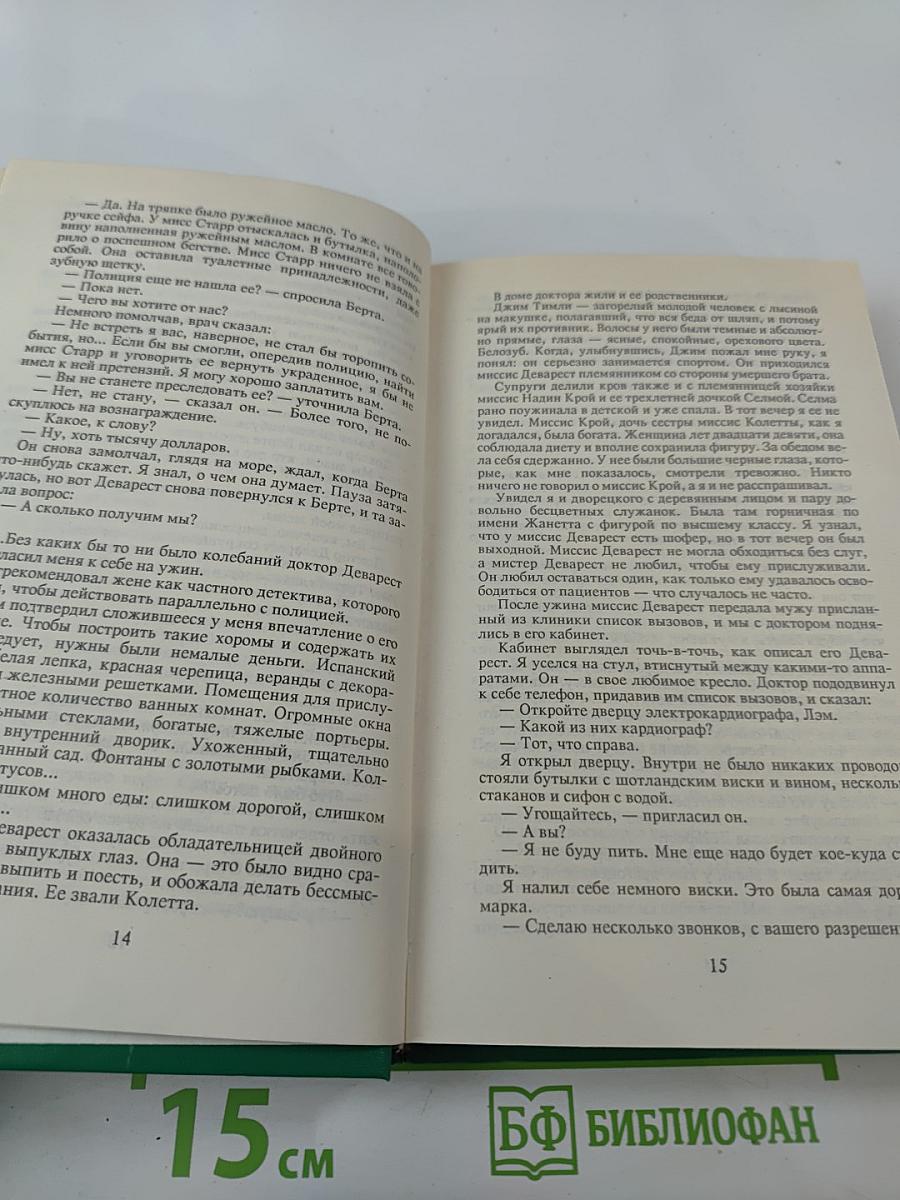 — Да. На тряпке было ружейное масло. То же, что и на
ручке сейфа. У мисс Старр отыскалась и бутылка, наполо-
вину наполненная ружейным маслом. В комнате все гово-
рило о поспешном бегстве. Мисс Старр ничего не взяла с
собой. Она оставила туалетные принадлежности, даже
зубную щетку.
— Полиция еще не нашла ее? — спросила Берта.
— Пока нет.
— Чего вы хотите от нас?
Немного помолчав, врач сказал:
— Не встреть я вас, наверное, не стал бы торопить со-
бытия, но... Если бы вы смогли, опередив полицию, найти
мисс Старр и уговорить ее вернуть украденное, я бы не
имел к ней претензий. Я могу хорошо заплатить вам.
— Вы не станете преследовать ее? — уточнила Берта.
— Нет, не стану, — сказал он. — Более того, не по-
скуплюсь на вознаграждение.
— Какое, к слову?
— Ну, хоть тысячу долларов.
Он снова замолчал, глядя на море, ждал, когда Берта
то-нибудь скажет. Я знал, о чем она думает. Пауза затя-
улась, но вот Деварест снова повернулся к Берте, и та за-
ла вопрос:
— А сколько получим мы?
..Без каких бы то ни было колебаний доктор Деварест
гласил меня к себе на ужин.
трекомендовал жене как частного детектива, которого
л, чтобы действовать параллельно с полицией.
м подтвердил сложившееся у меня впечатление о его
е. Чтобы построить такие хоромы и содержать их
едует, нужны были немалые деньги. Испанский
елая лепка, красная черепица, веранды с декора-
и железными решетками. Помещения для прислу-
тное количество ванных комнат. Огромные окна
льными стеклами, богатые, тяжелые портьеры.
внутренний дворик. Ухоженный, тщательно
анный сад. Фонтаны с золотыми рыбками. Кол-
тусов...
ишком много еды: слишком дорогой, слишком
...
еварест оказалась обладательницей двойного
выпуклых глаз. Она — это было видно сра-
выпить и поесть, и обожала делать бессмыс-
ания. Ее звали Колетта.
14
В доме доктора жили и ее родственники.
Джим Тимли — загорелый молодой человек с лысиной
на макушке, полагавший, что вся беда от шляп, и потому
ярый их противник. Волосы у него были темные и абсолют-
но прямые, глаза — ясные, спокойные, орехового цвета.
Белозуб. Когда, улыбнувшись, Джим пожал мне руку, я
понял: он серьезно занимается спортом. Он приходился
миссис Деварест племянником со стороны умершего брата.
Супруги делили кров также и с племянницей хозяйки
миссис Надин Крой и ее трехлетней дочкой Селмой. Селма
рано поужинала в детской и уже спала. В тот вечер я ее не
увидел. Миссис Крой, дочь сестры миссис Колетты, как я
догадался, была богата. Женщина лет двадцати девяти, она
соблюдала диету и вполне сохранила фигуру. За обедом ве-
ла себя сдержанно. У нее были большие черные глаза, кото-
рые, как мне показалось, смотрели тревожно. Никто
ничего не говорил о миссис Крой, а я и не расспрашивал.
Увидел я и дворецкого с деревянным лицом и пару до-
вольно бесцветных служанок. Была там горничная по
имени Жанетта с фигурой по высшему классу. Я узнал,
что у миссис Деварест есть шофер, но в тот вечер он был
выходной. Миссис Деварест не могла обходиться без слуг,
а мистер Деварест не любил, чтобы ему прислуживали.
Он любил оставаться один, как только ему удавалось осво-
бодиться от пациентов — что случалось не часто.
После ужина миссис Деварест передала мужу прислан-
ный из клиники список вызовов, и мы с доктором подня-
лись в его кабинет.
Кабинет выглядел точь-в-точь, как описал его Дева-
рест. Я уселся на стул, втиснутый между какими-то аппа-
ратами. Он — в свое любимое кресло. Доктор пододвинул
к себе телефон, придавив им список вызовов, и сказал:
— Откройте дверцу электрокардиографа, Лэм.
— Какой из них кардиограф?
— Тот, что справа.
Я открыл дверцу. Внутри не было никаких проводо
стояли бутылки с шотландским виски и вином, нескольк
стаканов и сифон с водой.
— Угощайтесь, — пригласил он.
— А вы?
— Я не буду пить. Мне еще надо будет кое-куда с
дить.
Я налил себе немного виски. Это была самая дор
марка.
— Сделаю несколько звонков, с вашего разрешен
15
15 см
БФ БИБЛИОФАН